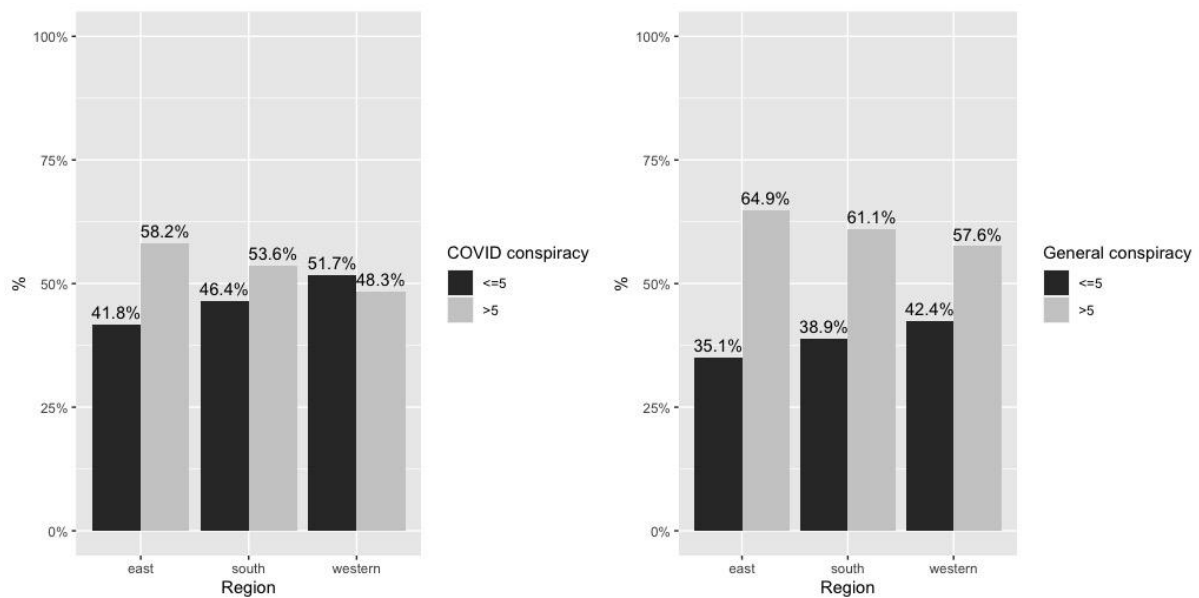 100%
75%
50%
25%
0%
%
58.2%
41.8%
53.6%
46.4%
51.7%
48.3%
east
south
western
Region
COVID conspiracy
<=5
>5
100%
75%
50%
25%
0%
%
64.9%
35.1%
61.1%
38.9%
57.6%
42.4%
east
south
western
Region
General conspiracy
<=5
>5